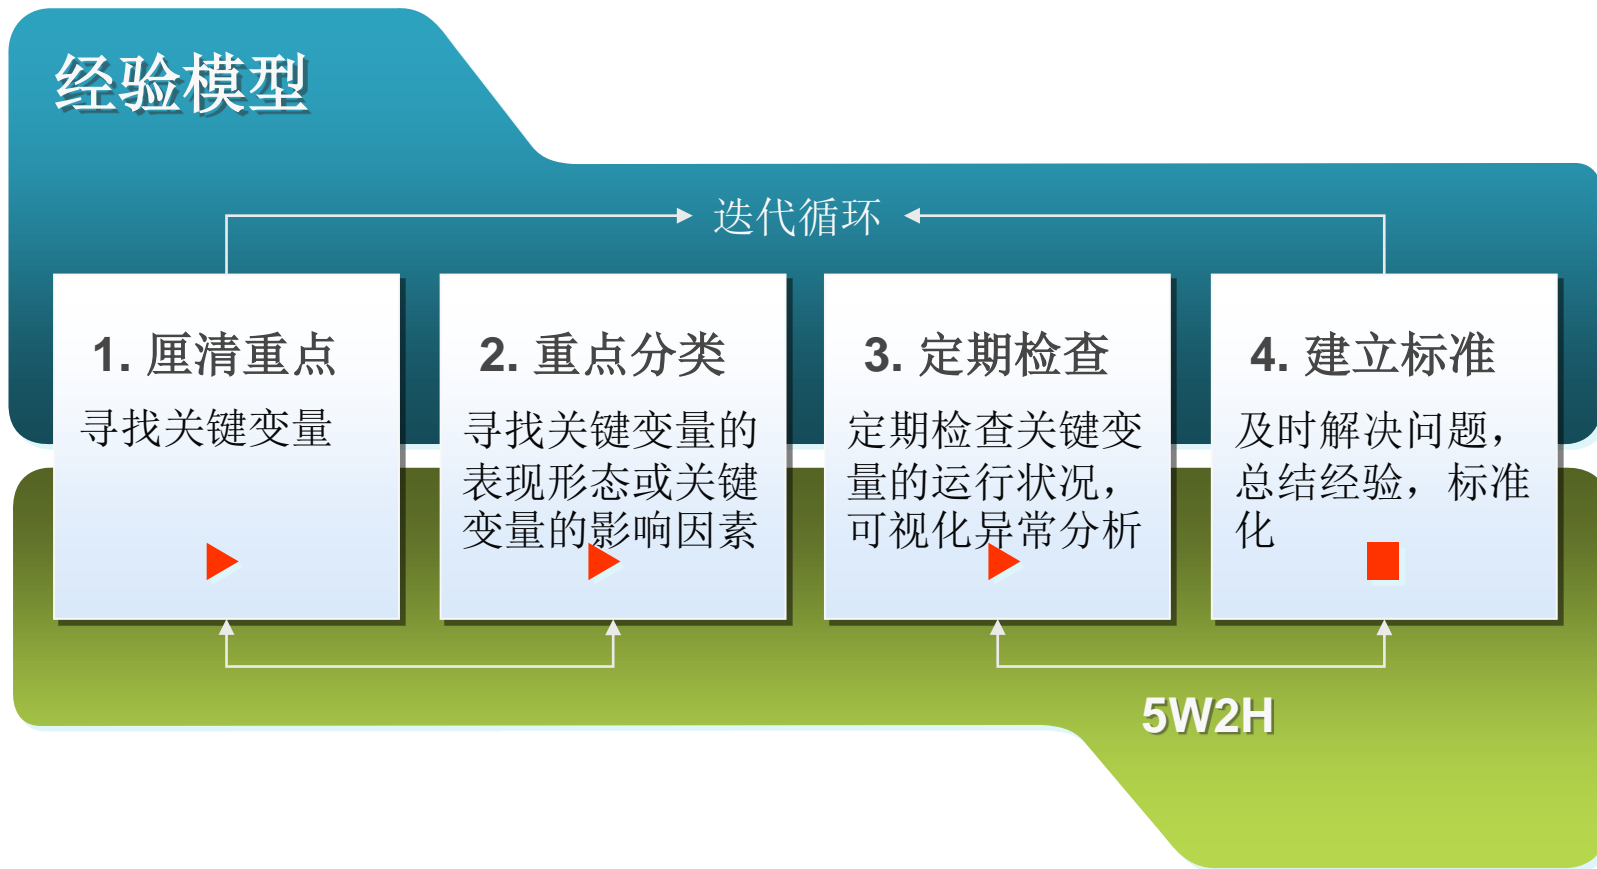 经验模型
迭代循环
1. 厘清重点
寻找关键变量
2. 重点分类
寻找关键变量的
表现形态或关键
变量的影响因素
3. 定期检查
定期检查关键变
量的运行状况，
可视化异常分析
4. 建立标准
及时解决问题，
总结经验，标准
化
5W2H